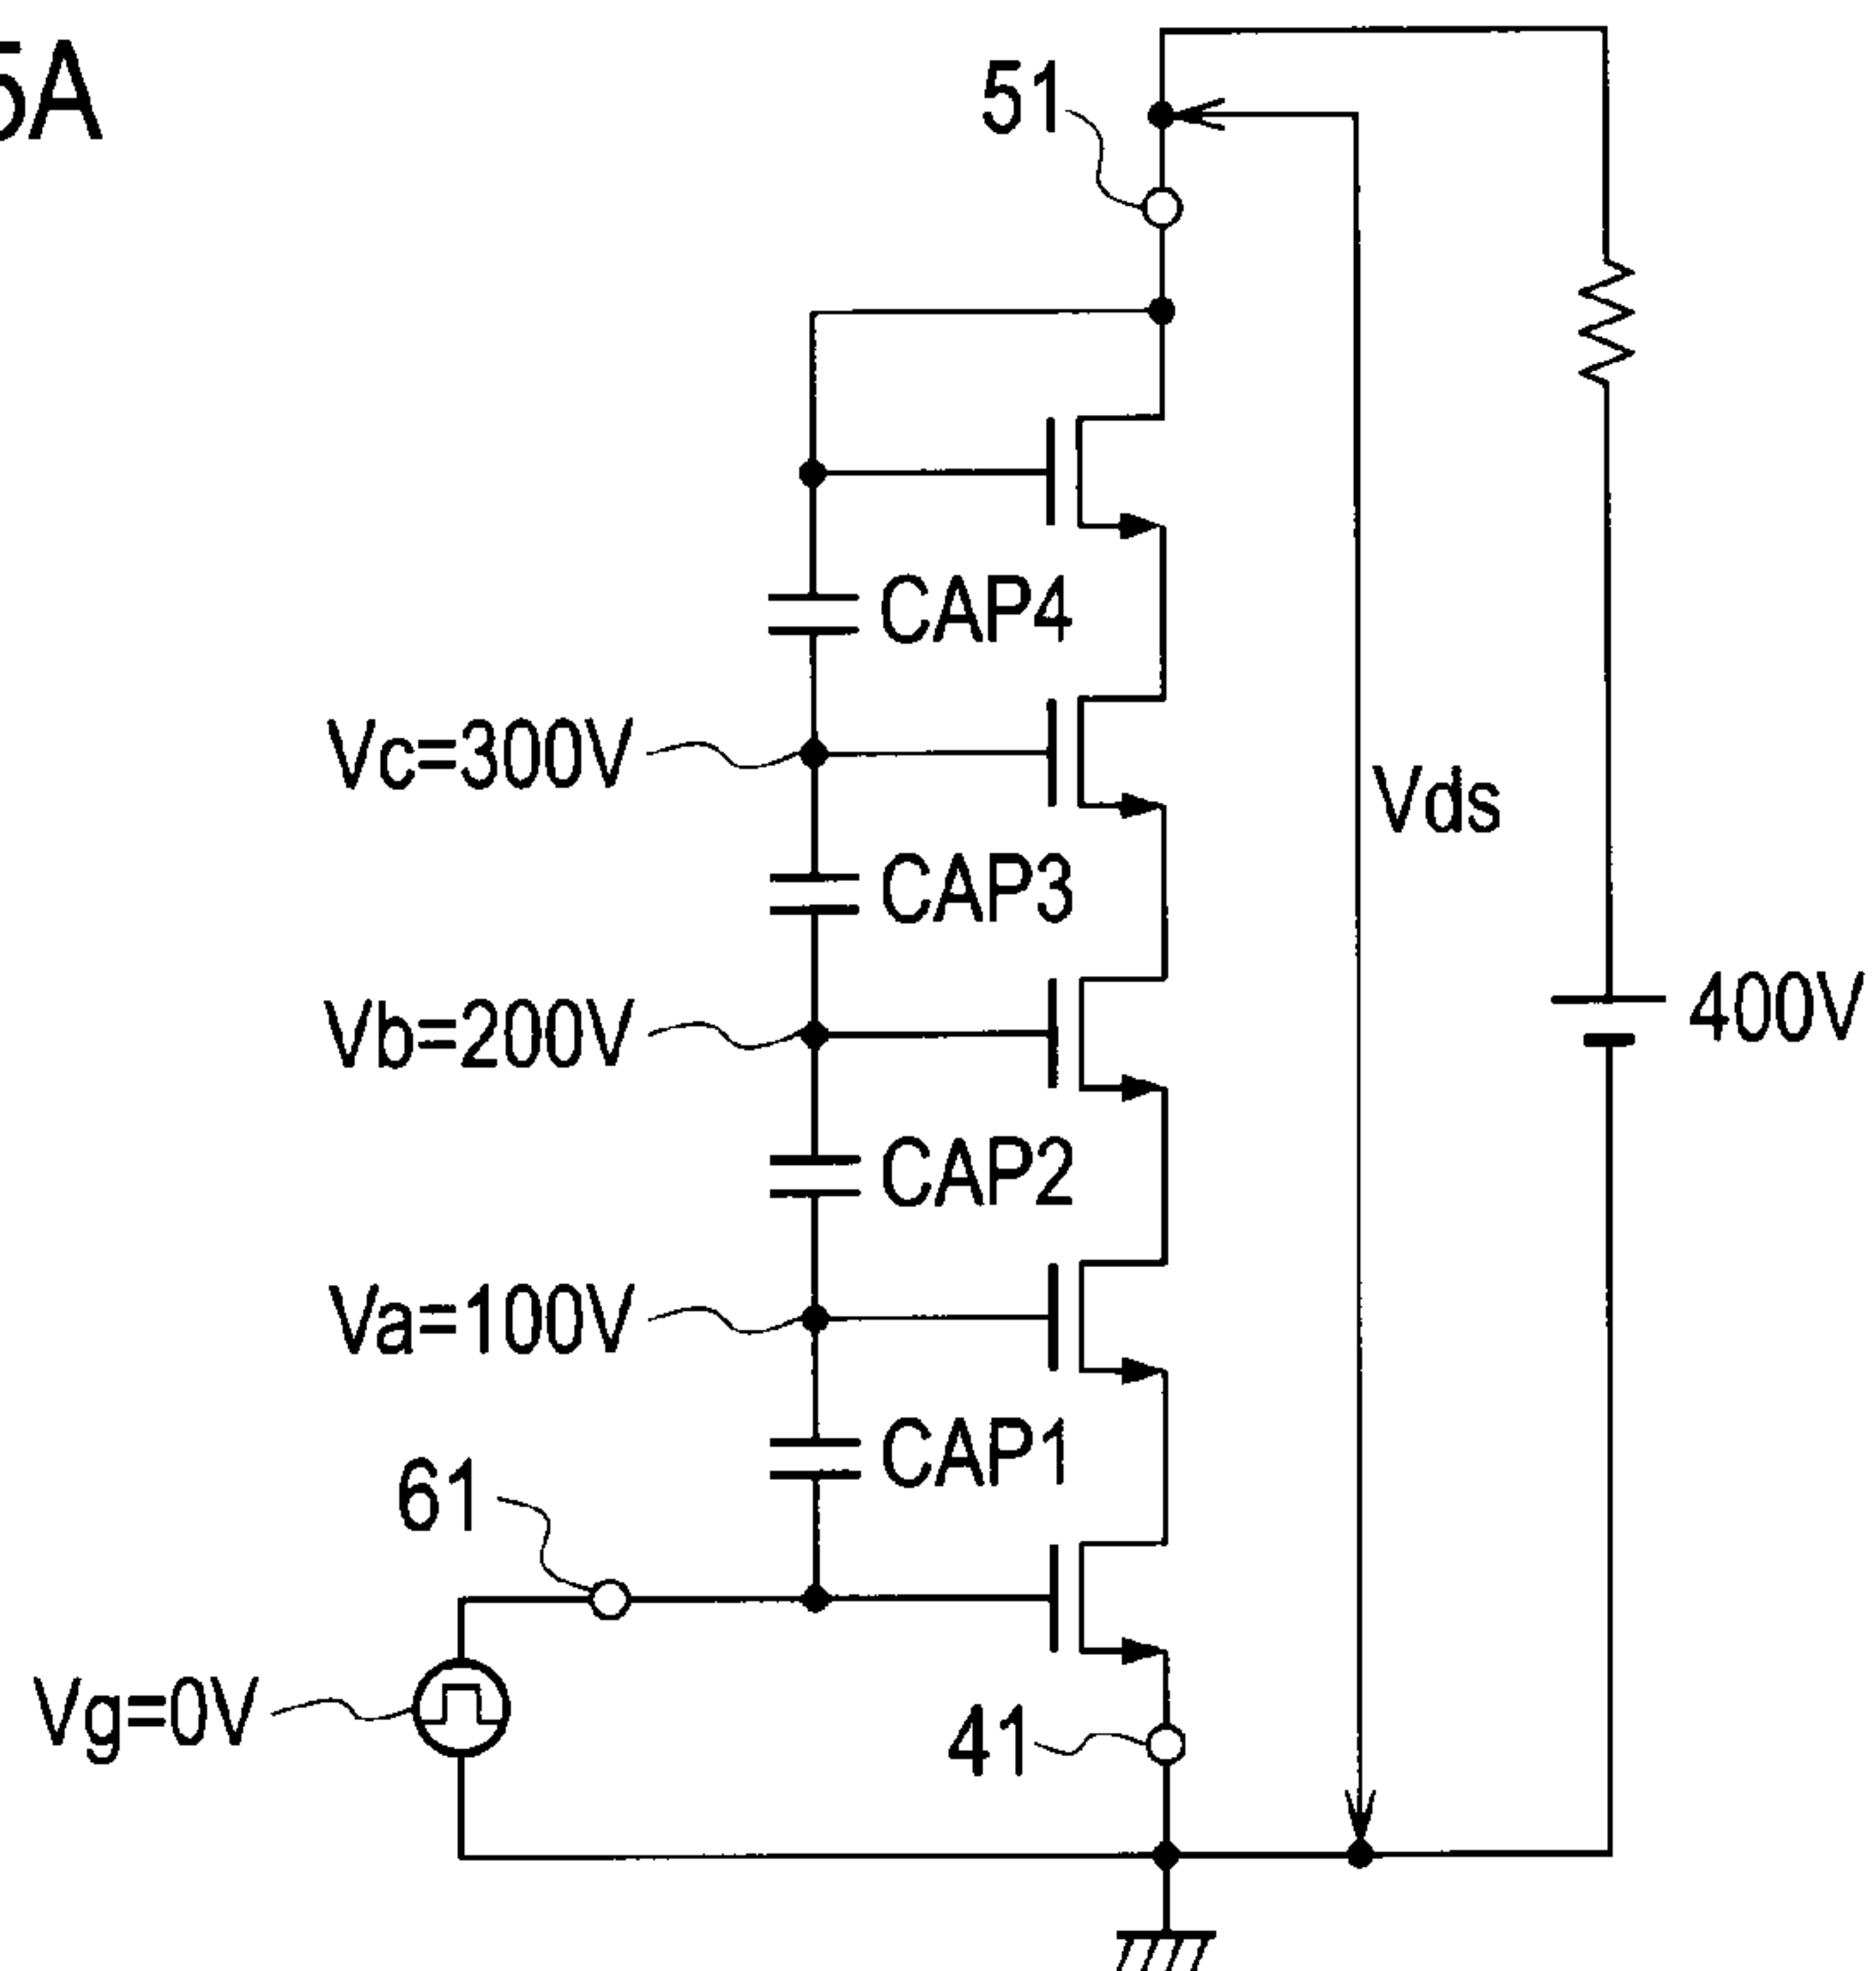 5A
51
CAP4
Vc=300V
Vds
CAP3
Vb=200V
400V
CAP2
Va=100V
CAP1
61
Vg=0V
41